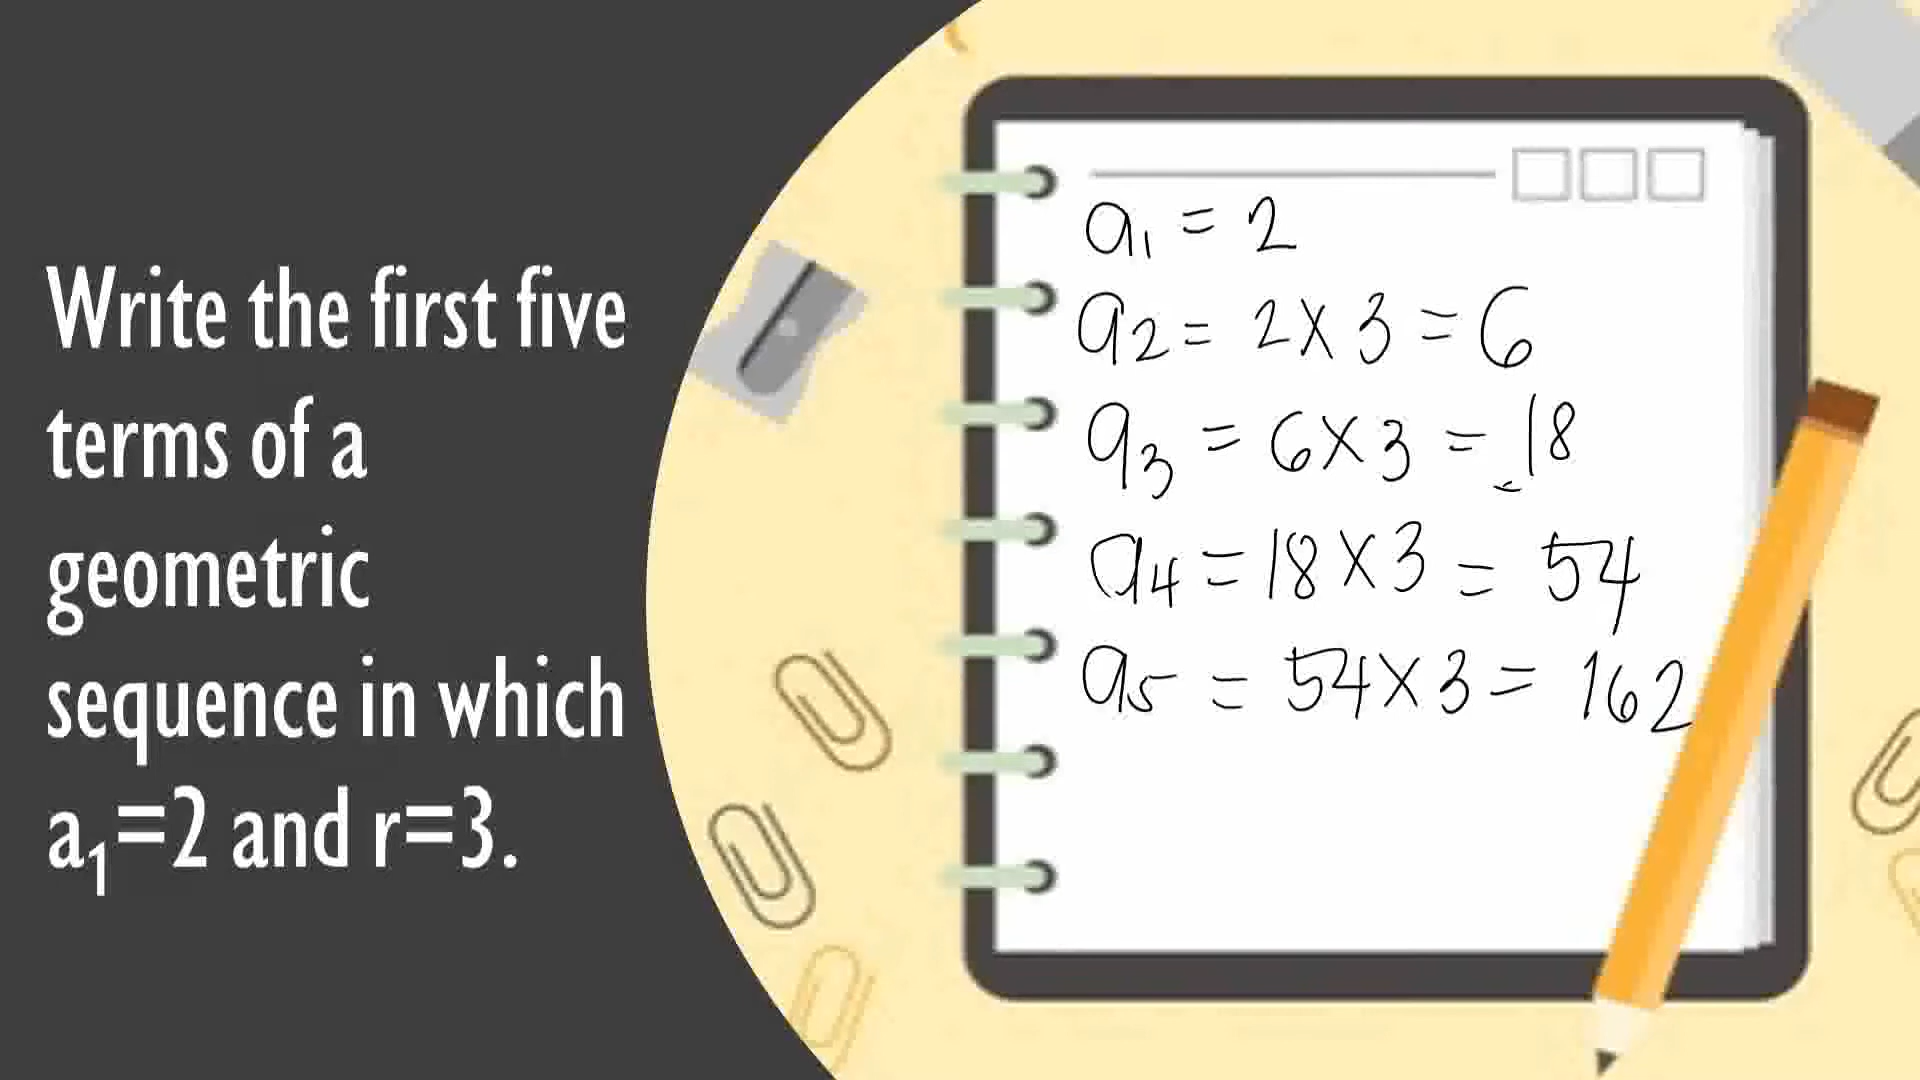 Write the first five
terms of a
geometric
sequence in which
a₁=2 and r=3.
a₁ = 2
a₂ = 2 × 3 = 6
a₃ = 6 × 3 = 18
a₄ = 18 × 3 = 54
a₅ = 54 × 3 = 162